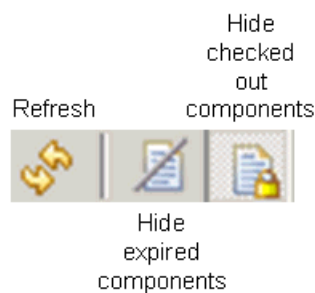 Hide
checked
out
components
Refresh
Hide
expired
components